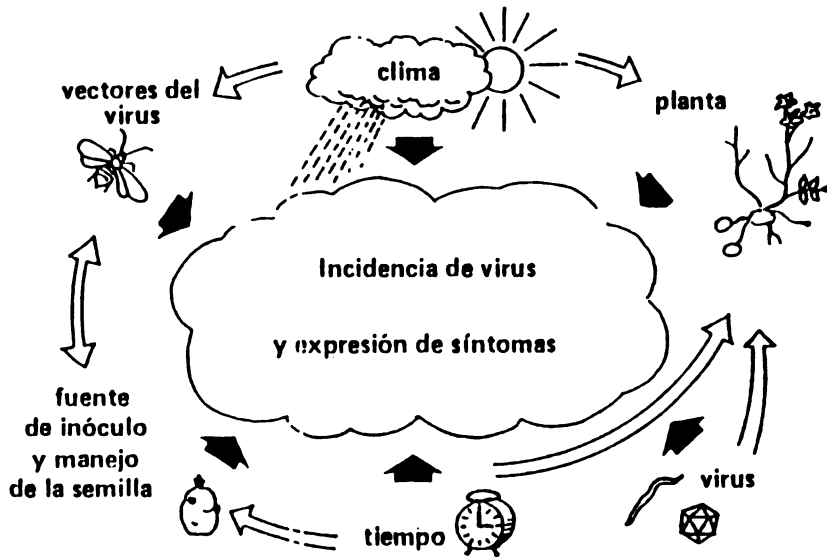 clima
vectores del
virus
planta
Incidencia de virus
y expresión de síntomas
fuente
de inóculo
y manejo
de la semilla
tiempo
virus